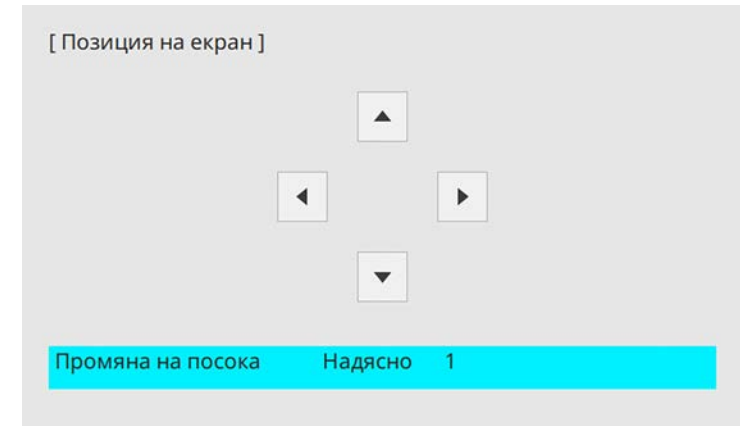 [ Позиция на екран ]
Промяна на посока Надясно 1